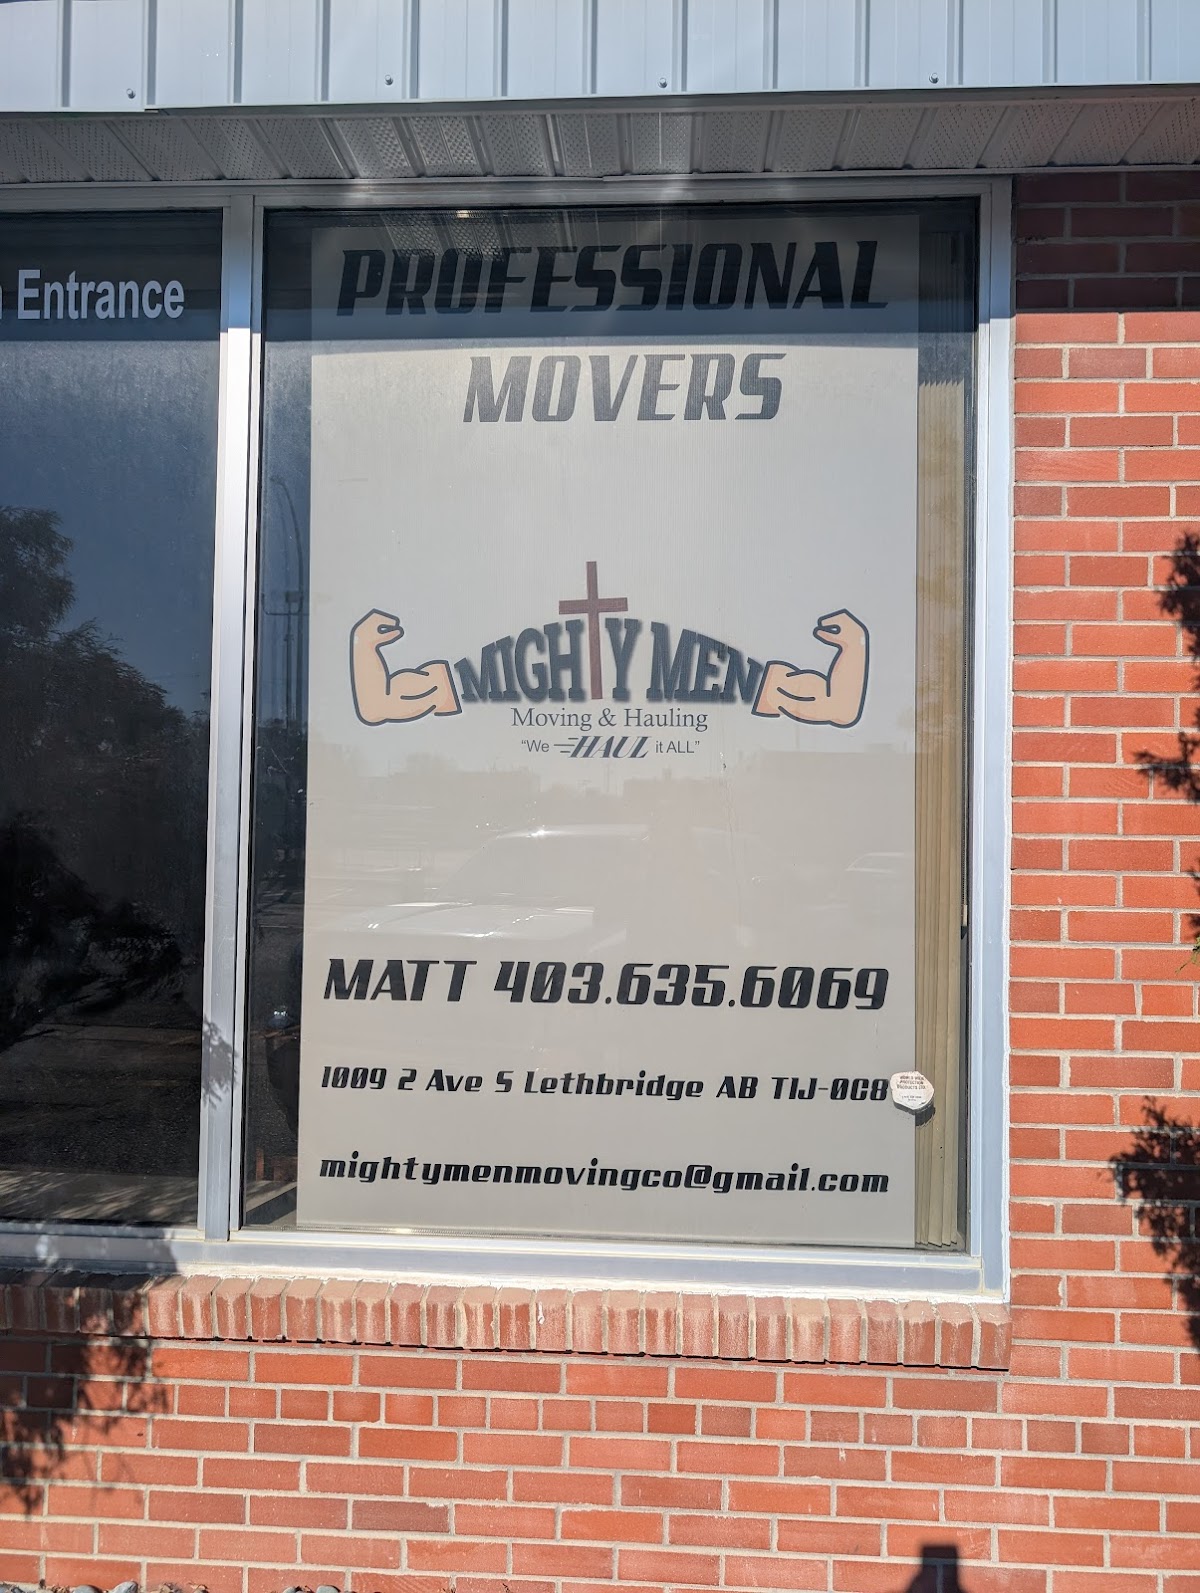 Entrance
PROFESSIONAL
MOVERS
MIGHTY MEN
Moving & Hauling
"We HAUL it ALL"
MATT 403.635.6069
1009 2 Ave S Lethbridge AB T1J-0C8
mightymenmovingco@gmail.com